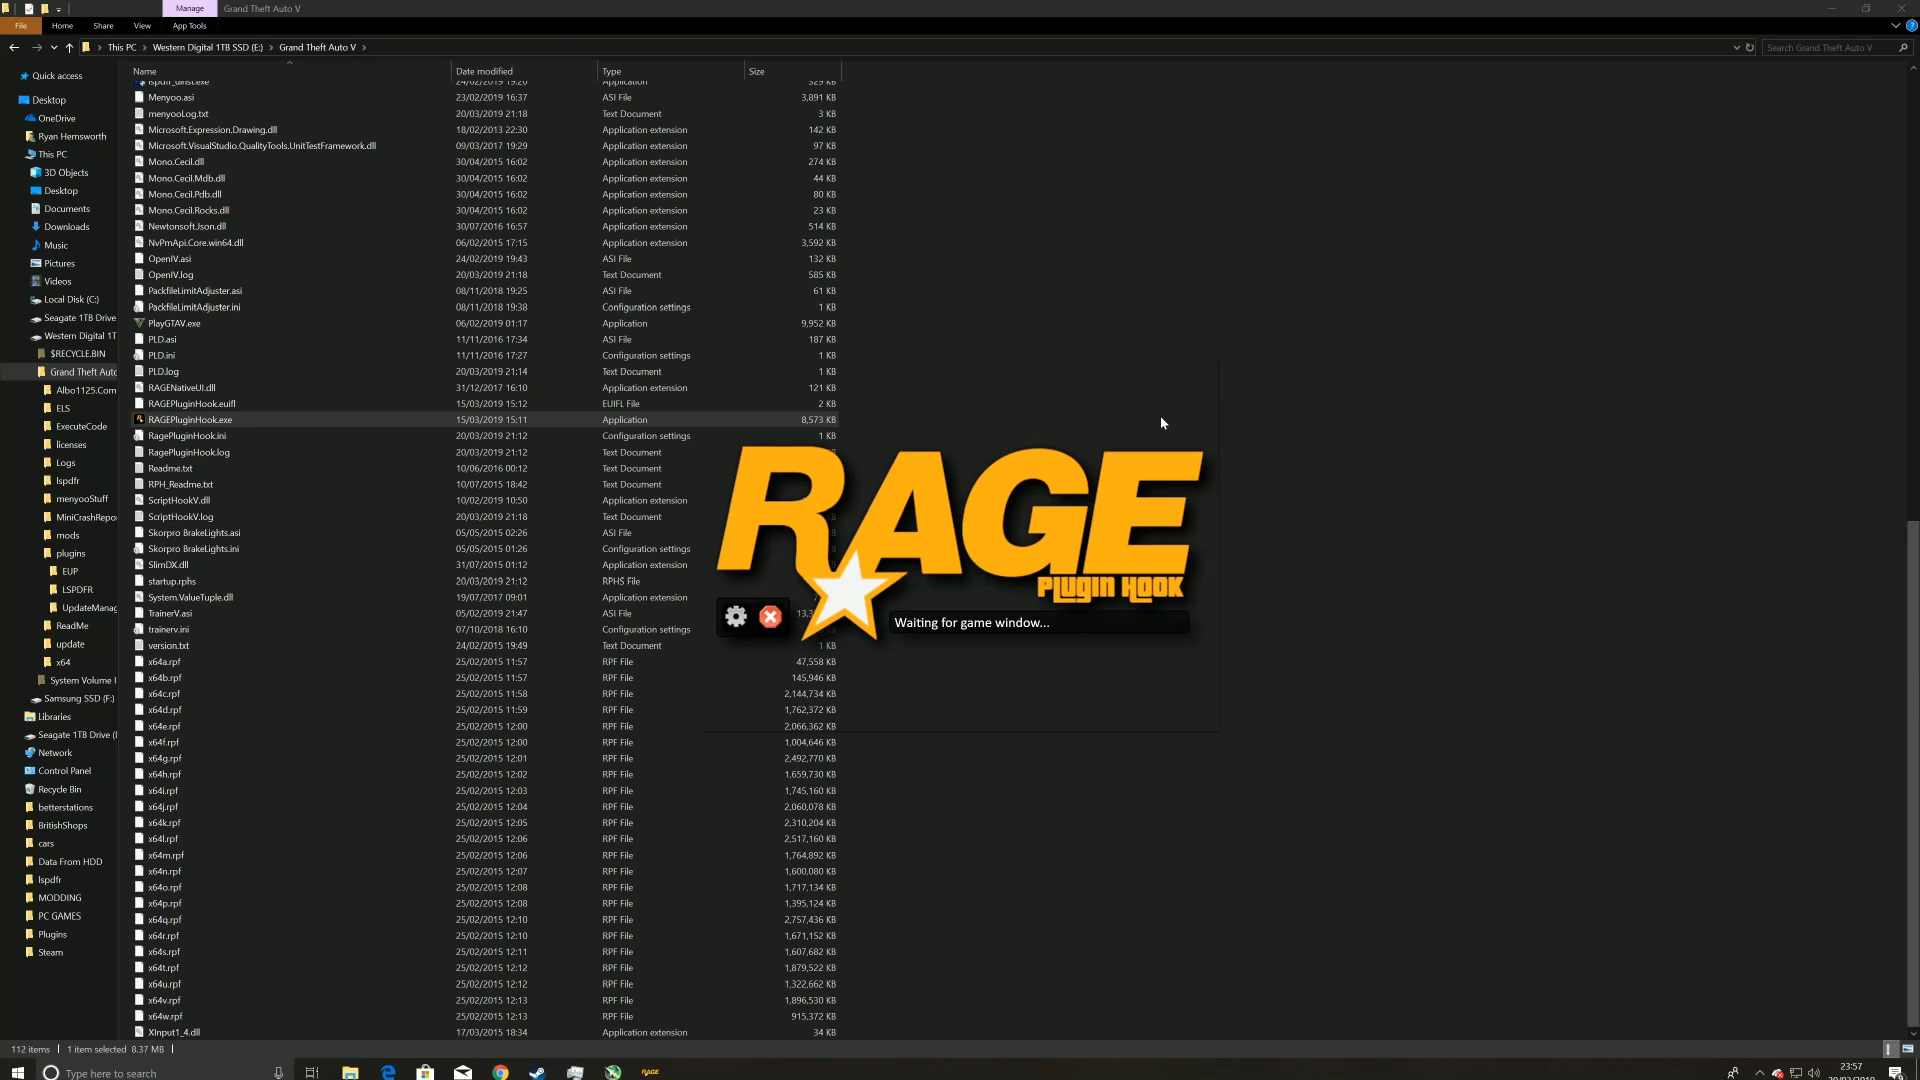 Manage
Grand Theft Auto V
File
Home
Share
View
App Tools
This PC
Western Digital 1TB SSD (E:)
Grand Theft Auto V
Search Grand Theft Auto V
Quick access
Desktop
OneDrive
Ryan Hemsworth
This PC
3D Objects
Desktop
Documents
Downloads
Music
Pictures
Videos
Local Disk (C:)
Seagate 1TB Drive
Western Digital 1T
$RECYCLE.BIN
Grand Theft Auto
Albo1125.Com
ELS
ExecuteCode
licenses
Logs
lspdfr
menyooStuff
MiniCrashRepo
mods
plugins
EUP
LSPDFR
UpdateManag
ReadMe
update
x64
System Volume I
Samsung SSD (F:)
Libraries
Seagate 1TB Drive (
Network
Control Panel
Recycle Bin
betterstations
BritishShops
cars
Data From HDD
lspdfr
MODDING
PC GAMES
Plugins
Steam
Name Date modified Type Size
Menyoo.asi 23/02/2019 16:37 ASI File 3,891 KB
menyooLog.txt 20/03/2019 21:18 Text Document 3 KB
Microsoft.Expression.Drawing.dll 18/02/2013 22:30 Application extension 142 KB
Microsoft.VisualStudio.QualityTools.UnitTestFramework.dll 09/03/2017 19:29 Application extension 97 KB
Mono.Cecil.dll 30/04/2015 16:02 Application extension 274 KB
Mono.Cecil.Mdb.dll 30/04/2015 16:02 Application extension 44 KB
Mono.Cecil.Pdb.dll 30/04/2015 16:02 Application extension 80 KB
Mono.Cecil.Rocks.dll 30/04/2015 16:02 Application extension 23 KB
Newtonsoft.Json.dll 30/07/2016 16:57 Application extension 514 KB
NvPmApi.Core.win64.dll 06/02/2015 17:15 Application extension 3,592 KB
OpenIV.asi 24/02/2019 19:43 ASI File 132 KB
OpenIV.log 20/03/2019 21:18 Text Document 585 KB
PackfileLimitAdjuster.asi 08/11/2018 19:25 ASI File 61 KB
PackfileLimitAdjuster.ini 08/11/2018 19:38 Configuration settings 1 KB
PlayGTAV.exe 06/02/2019 01:17 Application 9,952 KB
PLD.asi 11/11/2016 17:34 ASI File 187 KB
PLD.ini 11/11/2016 17:27 Configuration settings 1 KB
PLD.log 20/03/2019 21:14 Text Document 1 KB
RAGENativeUI.dll 31/12/2017 16:10 Application extension 121 KB
RAGEPluginHook.euifl 15/03/2019 15:12 EUIFL File 2 KB
RAGEPluginHook.exe 15/03/2019 15:11 Application 8,573 KB
RagePluginHook.ini 20/03/2019 21:12 Configuration settings 1 KB
RagePluginHook.log 20/03/2019 21:12 Text Document
Readme.txt 10/06/2016 00:12 Text Document
RPH_Readme.txt 10/07/2015 18:42 Text Document
ScriptHookV.dll 10/02/2019 10:50 Application extension
ScriptHookV.log 20/03/2019 21:18 Text Document
Skorpro BrakeLights.asi 05/05/2015 02:26 ASI File
Skorpro BrakeLights.ini 05/05/2015 01:26 Configuration settings
SlimDX.dll 31/07/2015 01:12 Application extension
startup.rphs 20/03/2019 21:12 RPHS File
System.ValueTuple.dll 19/07/2017 09:01 Application extension
TrainerV.asi 05/02/2019 21:47 ASI File
trainerv.ini 07/10/2018 16:10 Configuration settings
version.txt 24/02/2015 19:49 Text Document 1 KB
x64a.rpf 25/02/2015 11:57 RPF File 47,558 KB
x64b.rpf 25/02/2015 11:57 RPF File 145,946 KB
x64c.rpf 25/02/2015 11:58 RPF File 2,144,734 KB
x64d.rpf 25/02/2015 11:59 RPF File 1,762,372 KB
x64e.rpf 25/02/2015 12:00 RPF File 2,066,362 KB
x64f.rpf 25/02/2015 12:00 RPF File 1,004,646 KB
x64g.rpf 25/02/2015 12:01 RPF File 2,492,770 KB
x64h.rpf 25/02/2015 12:02 RPF File 1,659,730 KB
x64i.rpf 25/02/2015 12:03 RPF File 1,745,160 KB
x64j.rpf 25/02/2015 12:04 RPF File 2,060,078 KB
x64k.rpf 25/02/2015 12:05 RPF File 2,310,204 KB
x64l.rpf 25/02/2015 12:06 RPF File 2,517,160 KB
x64m.rpf 25/02/2015 12:06 RPF File 1,764,892 KB
x64n.rpf 25/02/2015 12:07 RPF File 1,600,080 KB
x64o.rpf 25/02/2015 12:08 RPF File 1,717,134 KB
x64p.rpf 25/02/2015 12:08 RPF File 1,395,124 KB
x64q.rpf 25/02/2015 12:10 RPF File 2,757,436 KB
x64r.rpf 25/02/2015 12:10 RPF File 1,671,152 KB
x64s.rpf 25/02/2015 12:11 RPF File 1,607,682 KB
x64t.rpf 25/02/2015 12:12 RPF File 1,879,522 KB
x64u.rpf 25/02/2015 12:12 RPF File 1,322,662 KB
x64v.rpf 25/02/2015 12:13 RPF File 1,896,530 KB
x64w.rpf 25/02/2015 12:13 RPF File 915,372 KB
XInput1_4.dll 17/03/2015 18:34 Application extension 34 KB
RAGE
PLUGIN HOOK
Waiting for game window...
112 items 1 item selected 8.37 MB
Type here to search
RAGE
23:57